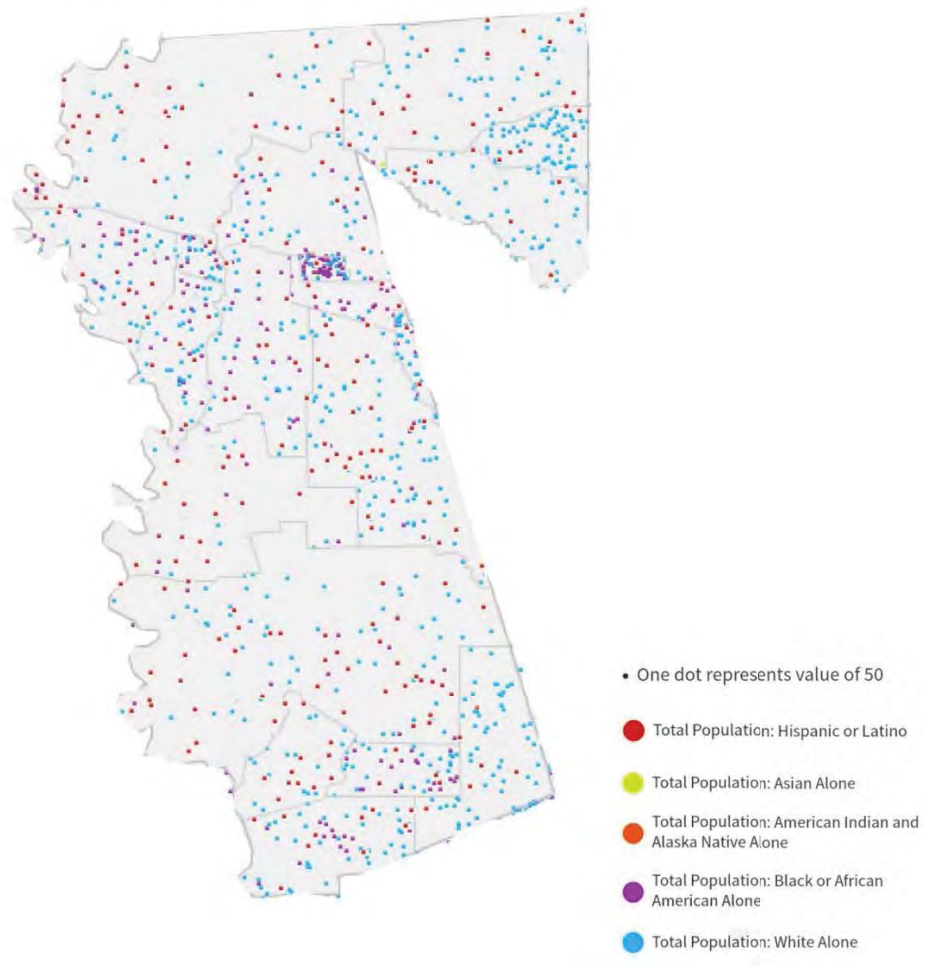 • One dot represents value of 50
Total Population: Hispanic or Latino
Total Population: Asian Alone
Total Population: American Indian and
Alaska Native Alone
Total Population: Black or African
American Alone
Total Population: White Alone